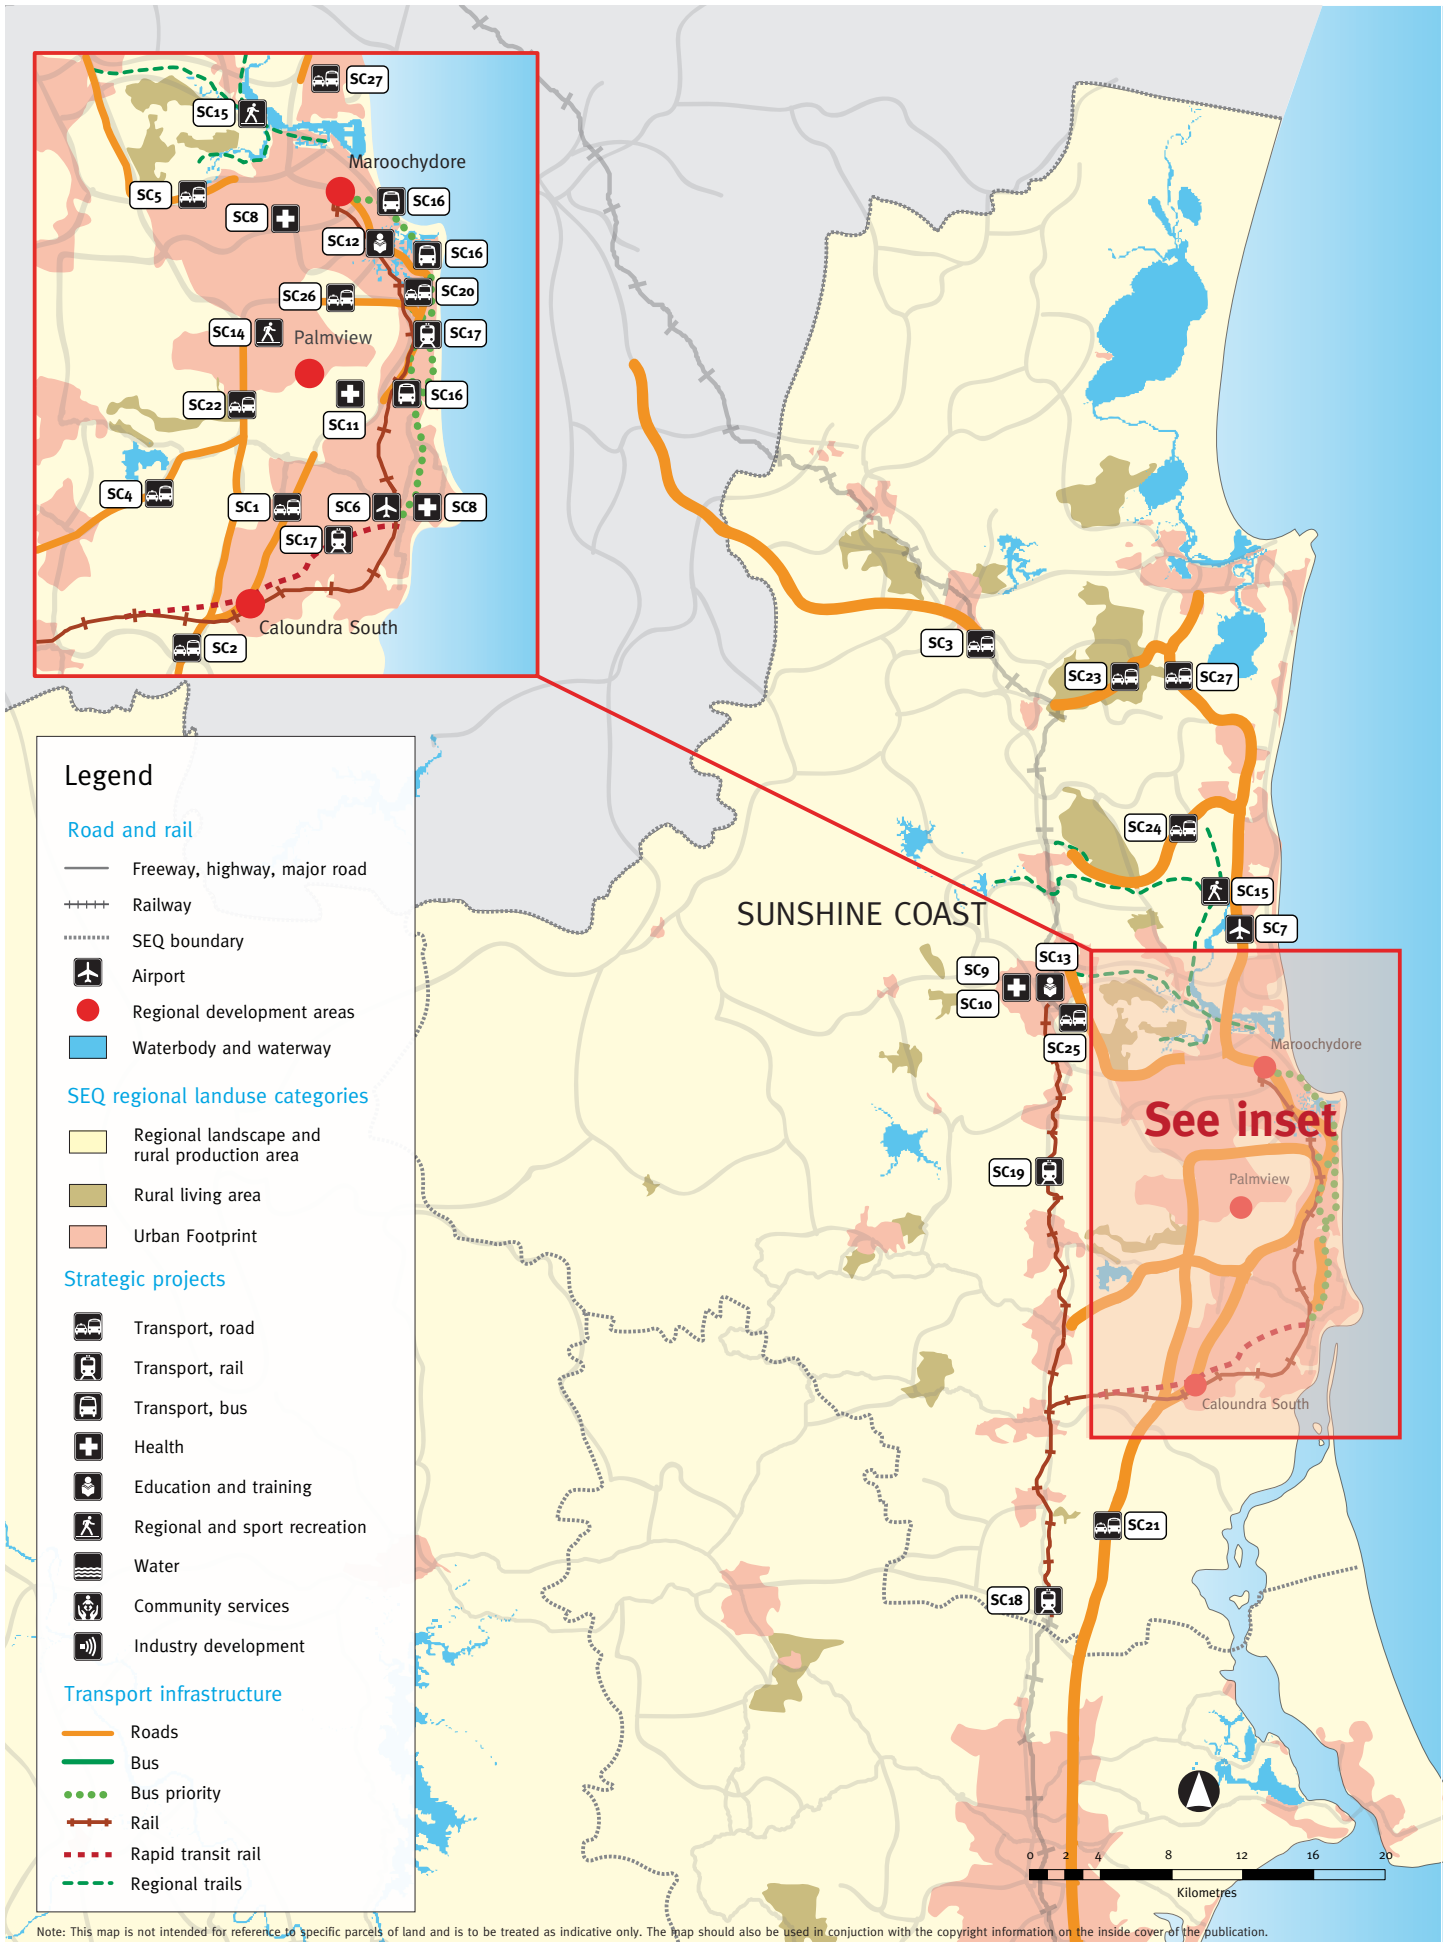 SC27
SC15
Maroochydore
SC5
SC16
SC8
SC12
SC16
SC26
SC20
SC14
Palmview
SC17
SC22
SC16
SC11
SC4
SC1
SC6
SC8
SC17
Caloundra South
SC2
SC3
SC23
SC27
SC24
SC15
SUNSHINE COAST
SC7
SC13
SC9
SC10
SC25
Maroochydore
See inset
SC19
Palmview
Caloundra South
SC21
SC18
Legend
Road and rail
Freeway, highway, major road
Railway
SEQ boundary
Airport
Regional development areas
Waterbody and waterway
SEQ regional landuse categories
Regional landscape and
rural production area
Rural living area
Urban Footprint
Strategic projects
Transport, road
Transport, rail
Transport, bus
Health
Education and training
Regional and sport recreation
Water
Community services
Industry development
Transport infrastructure
Roads
Bus
Bus priority
Rail
Rapid transit rail
Regional trails
0 2 4 8 12 16 20
Kilometres
Note: This map is not intended for reference to specific parcels of land and is to be treated as indicative only. The map should also be used in conjuction with the copyright information on the inside cover of the publication.